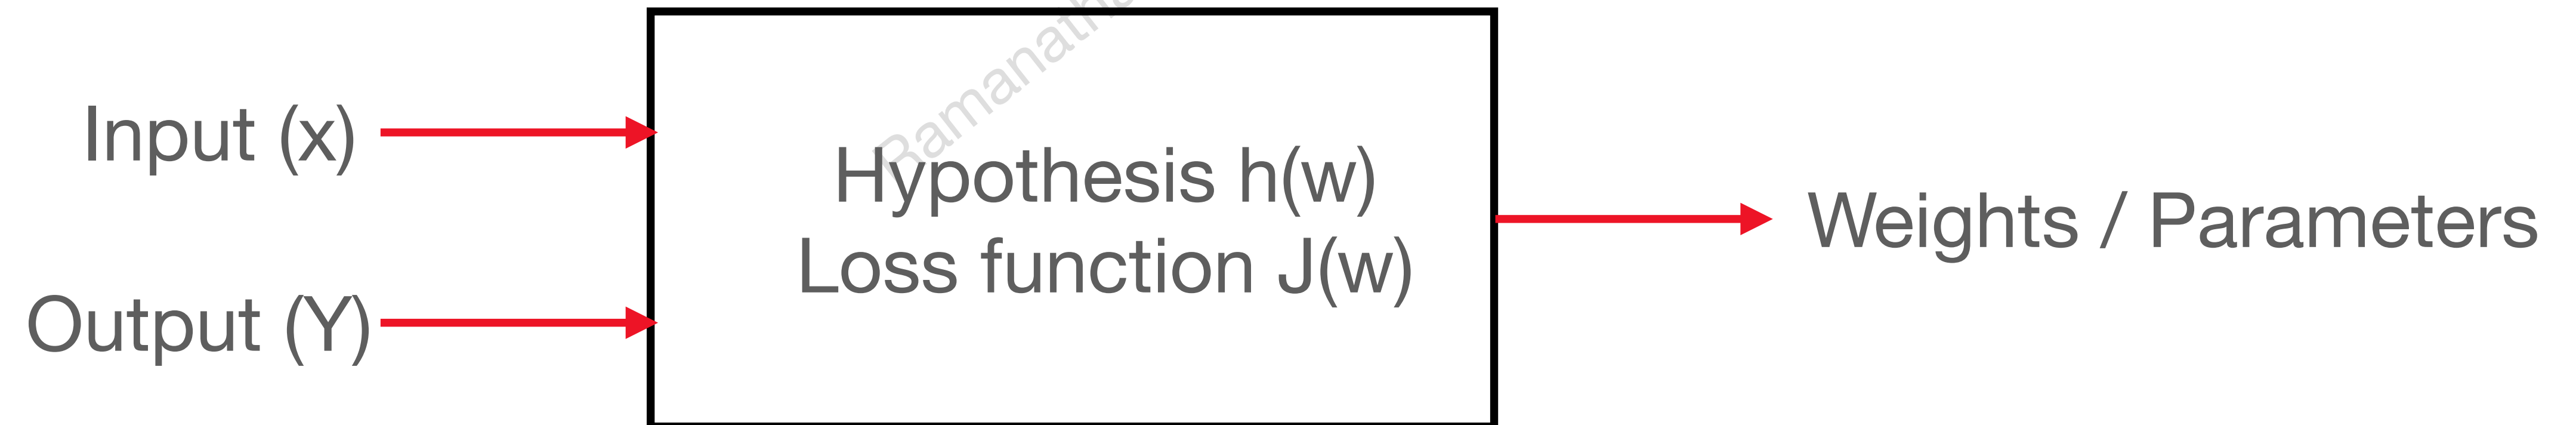 Input (x)
Output (Y)
Hypothesis h(w)
Loss function J(w)
Weights / Parameters